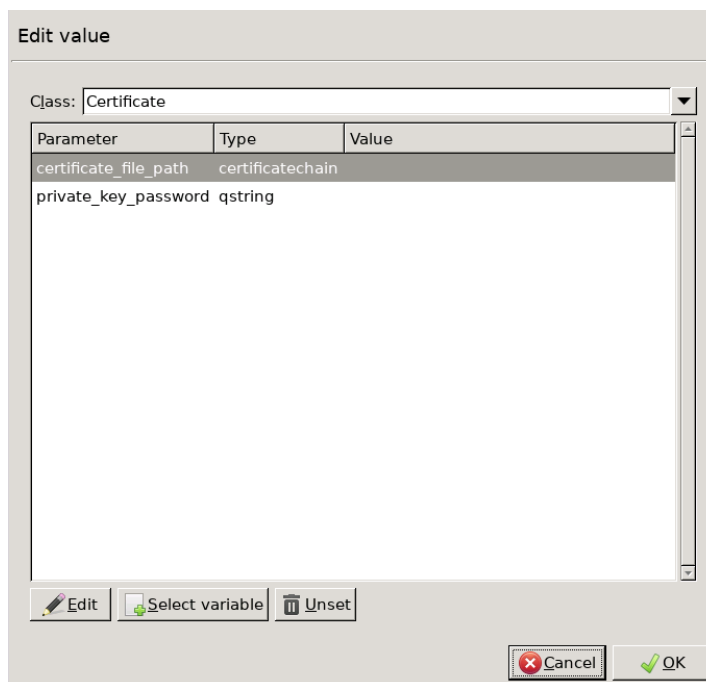 Edit value
Class: Certificate
Parameter Type Value
certificate_file_path certificatechain
private_key_password qstring
Edit Select variable Unset
Cancel OK